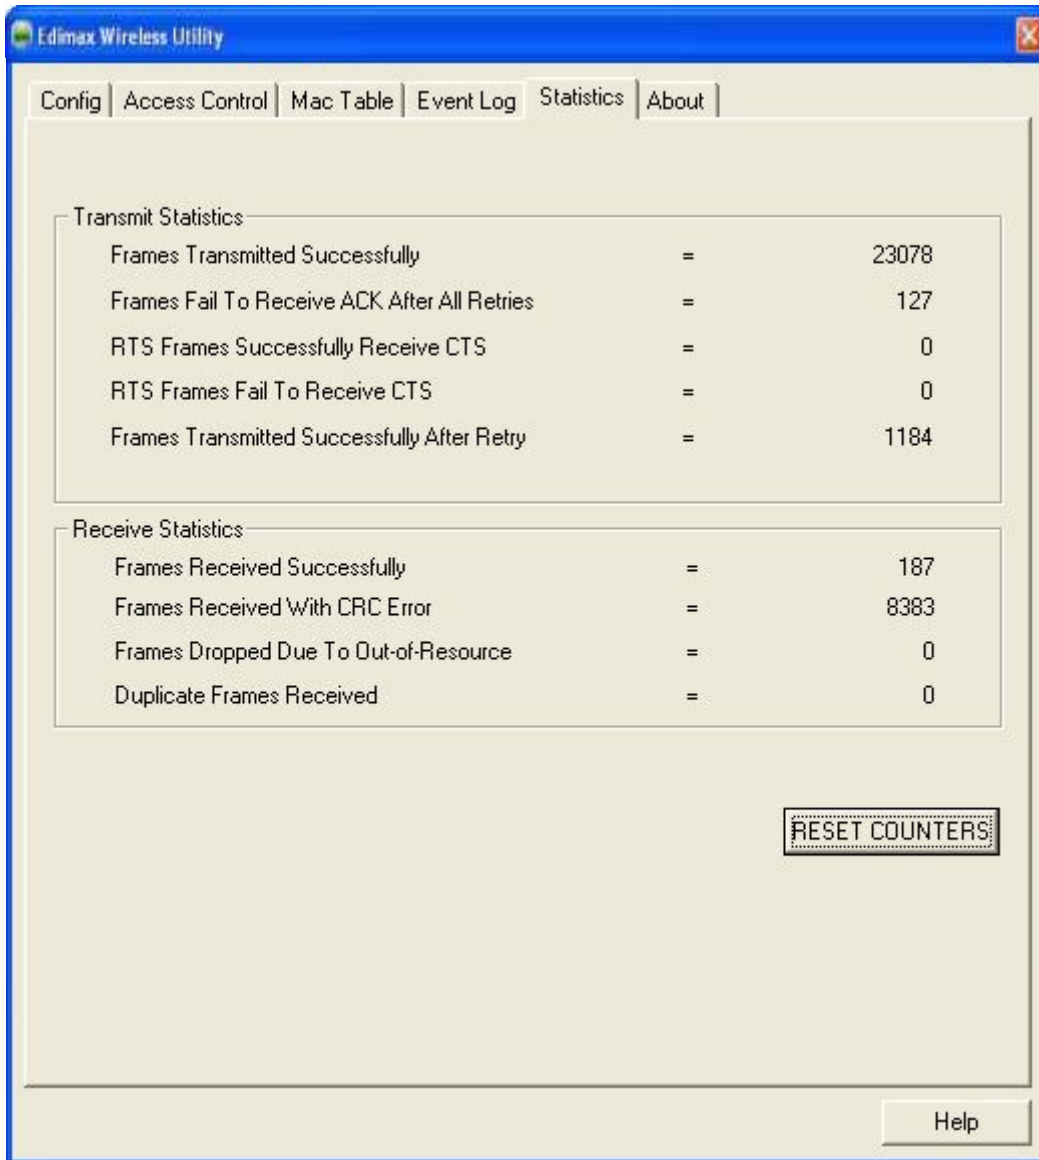 Edimax Wireless Utility
Config Access Control Mac Table Event Log Statistics About
Transmit Statistics
Frames Transmitted Successfully = 23078
Frames Fail To Receive ACK After All Retries = 127
RTS Frames Successfully Receive CTS = 0
RTS Frames Fail To Receive CTS = 0
Frames Transmitted Successfully After Retry = 1184
Receive Statistics
Frames Received Successfully = 187
Frames Received With CRC Error = 8383
Frames Dropped Due To Out-of-Resource = 0
Duplicate Frames Received = 0
RESET COUNTERS
Help